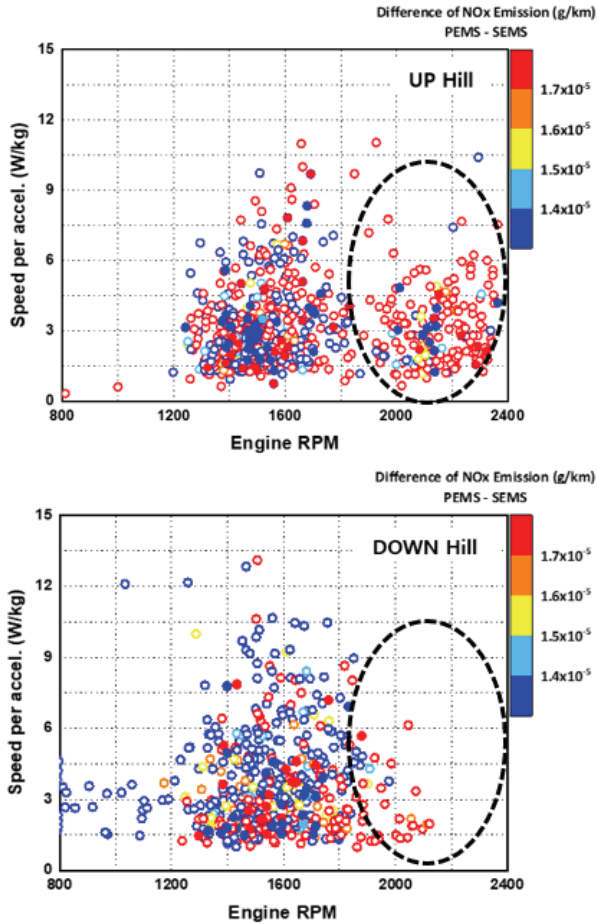 Difference of NOx Emission (g/km)
PEMS - SEMS
15
12
9
6
3
0
Speed per accel. (W/kg)
UP Hill
1.7x10⁻⁵
1.6x10⁻⁵
1.5x10⁻⁵
1.4x10⁻⁵
800 1200 1600 2000 2400
Engine RPM
Difference of NOx Emission (g/km)
PEMS - SEMS
15
12
9
6
3
0
Speed per accel. (W/kg)
DOWN Hill
1.7x10⁻⁵
1.6x10⁻⁵
1.5x10⁻⁵
1.4x10⁻⁵
800 1200 1600 2000 2400
Engine RPM